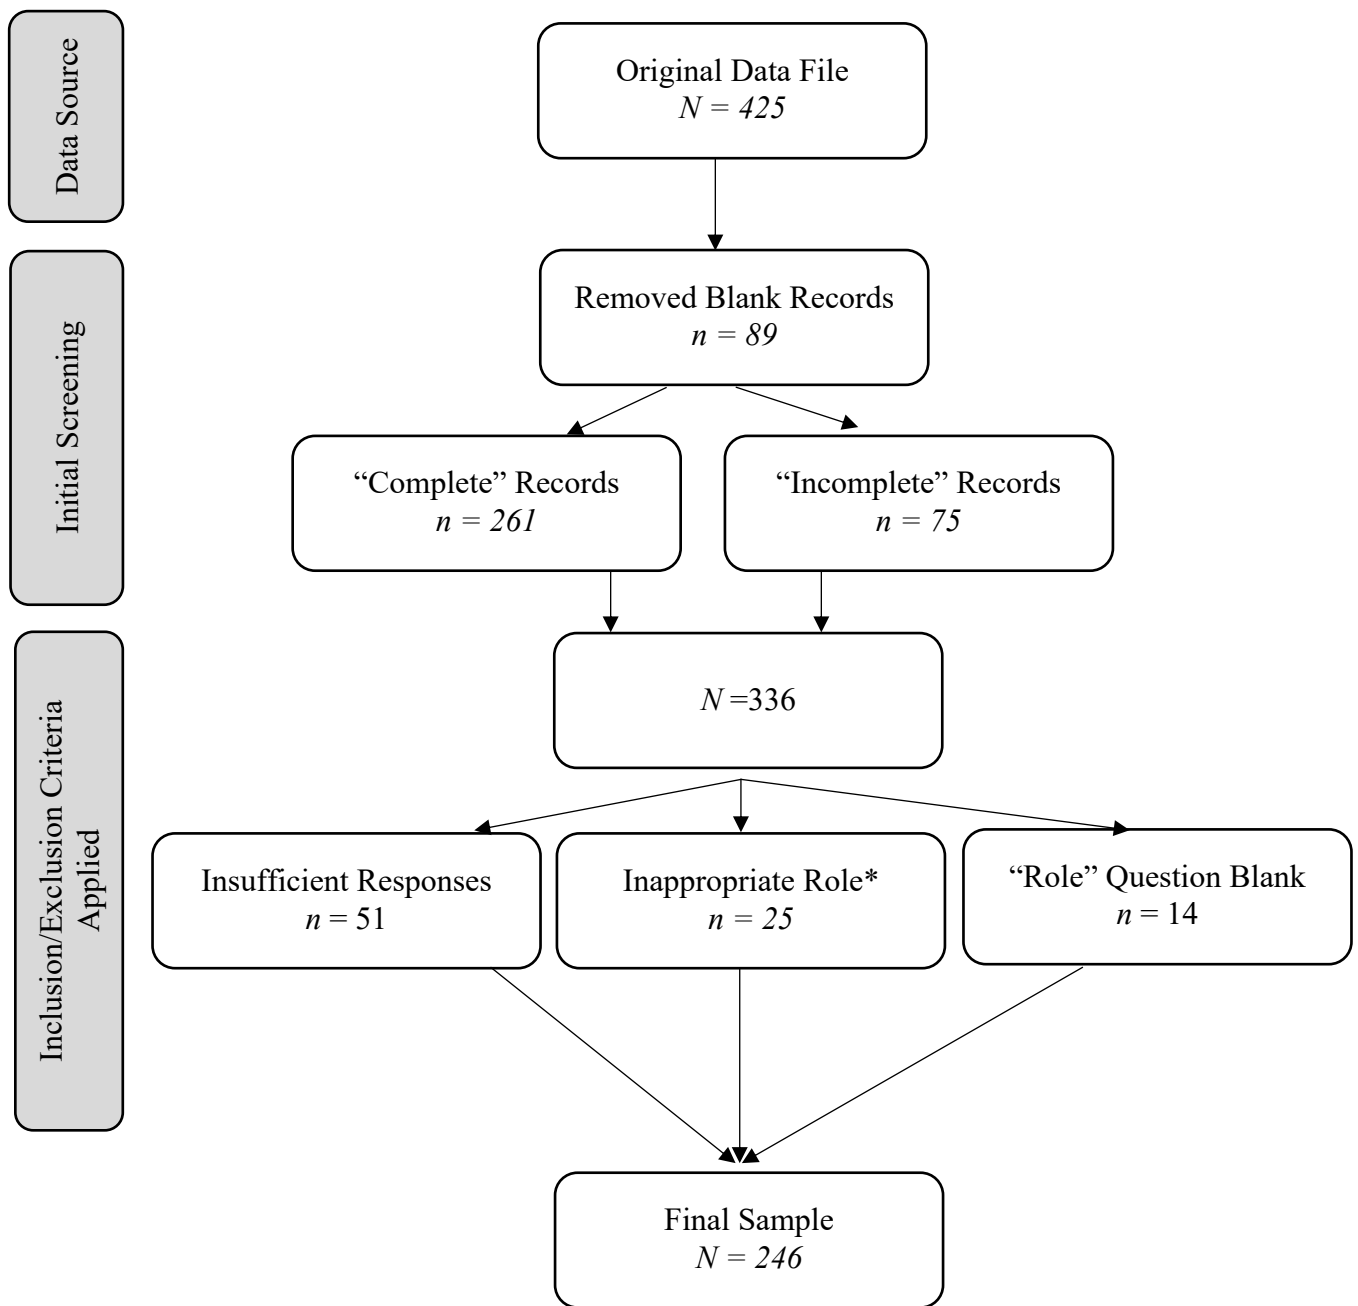 Data Source
Original Data File
N = 425
Initial Screening
Removed Blank Records
n = 89
“Complete” Records
n = 261
“Incomplete” Records
n = 75
Inclusion/Exclusion Criteria
Applied
N =336
Insufficient Responses
n = 51
Inappropriate Role*
n = 25
“Role” Question Blank
n = 14
Final Sample
N = 246